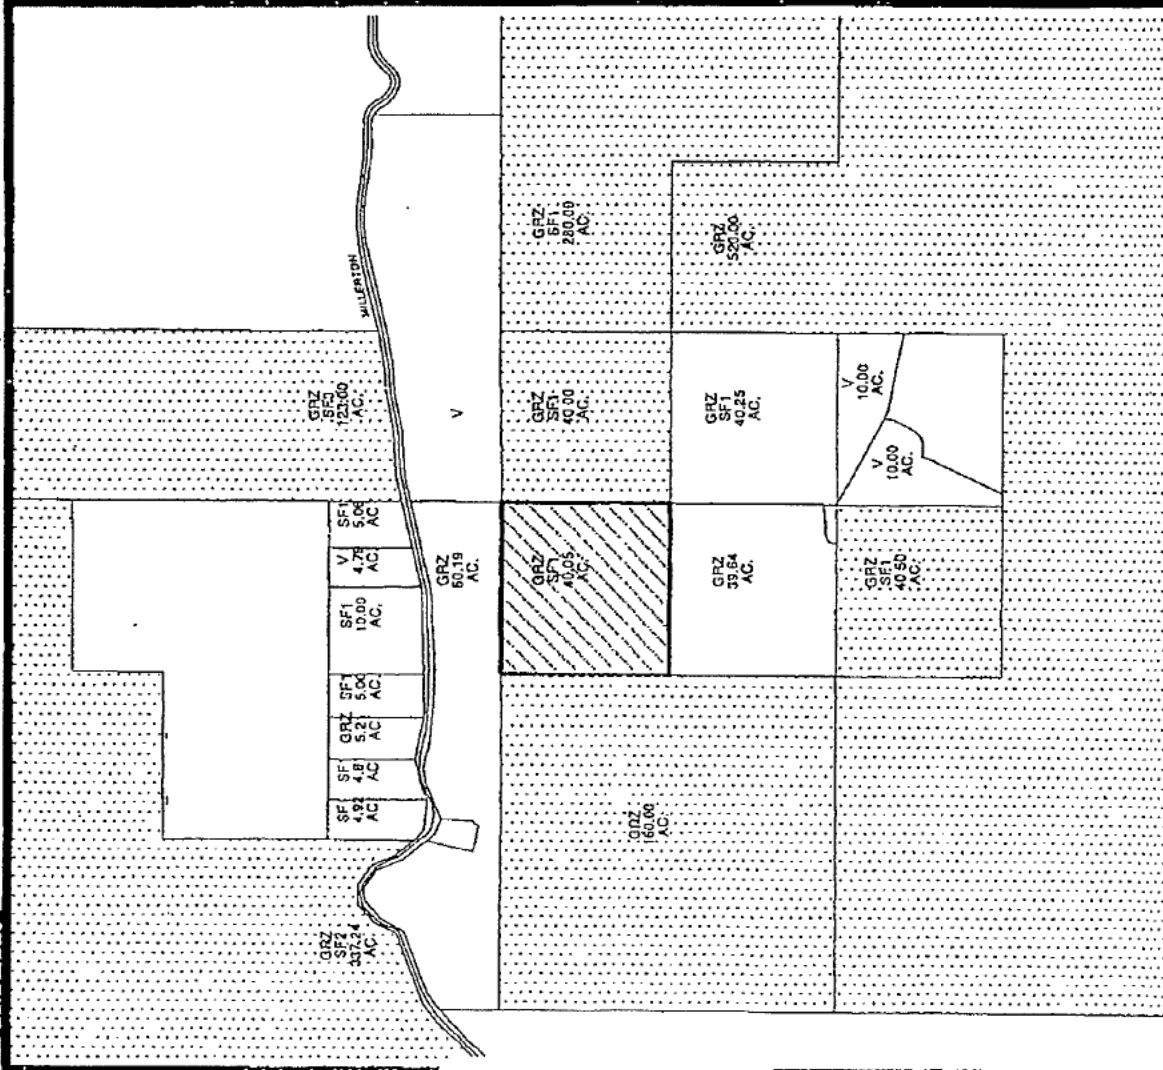 MILLERTON
GRZ
SF1
280.00
AC.
GRZ
520.00
AC.
GRZ
SF3
123.00
AC.
V
GRZ
SF1
40.00
AC.
GRZ
SF1
40.25
AC.
V
10.00
AC.
V
10.00
AC.
SF1
5.06
AC.
V
4.79
AC.
SF1
10.00
AC.
SF1
5.00
AC
GRZ
5.21
AC
SF1
4.81
AC
SF
4.92
AC
GRZ
60.19
AC.
GRZ
SF1
40.05
AC.
GRZ
39.64
AC.
GRZ
SF1
40.50
AC.
GRZ
160.00
AC.
GRZ
SF2
337.24
AC.